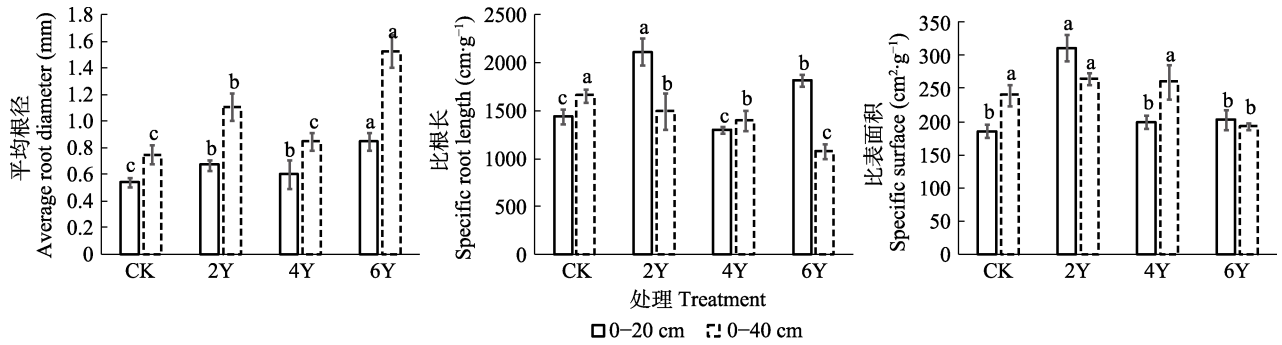 平均根径
Average root diameter (mm)
1.8
1.6
1.4
1.2
1.0
0.8
0.6
0.4
0.2
0
c
c
b
b
b
c
a
a
CK
2Y
4Y
6Y
比根长
Specific root length (cm·g⁻¹)
2500
2000
1500
1000
500
0
c
a
a
b
c
b
b
c
CK
2Y
4Y
6Y
比表面积
Specific surface (cm²·g⁻¹)
350
300
250
200
150
100
50
0
b
a
a
a
b
a
b
b
CK
2Y
4Y
6Y
处理 Treatment
0−20 cm
0−40 cm